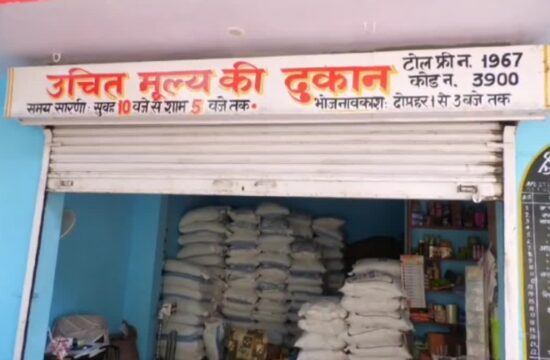 उचित मूल्य की दुकान
टोल फ्री न. 1967
कोड न. 3900
समय सारणी: सुबह 10 बजे से शाम 5 बजे तक
भोजनावकाश: दोपहर 1 से 3 बजे तक